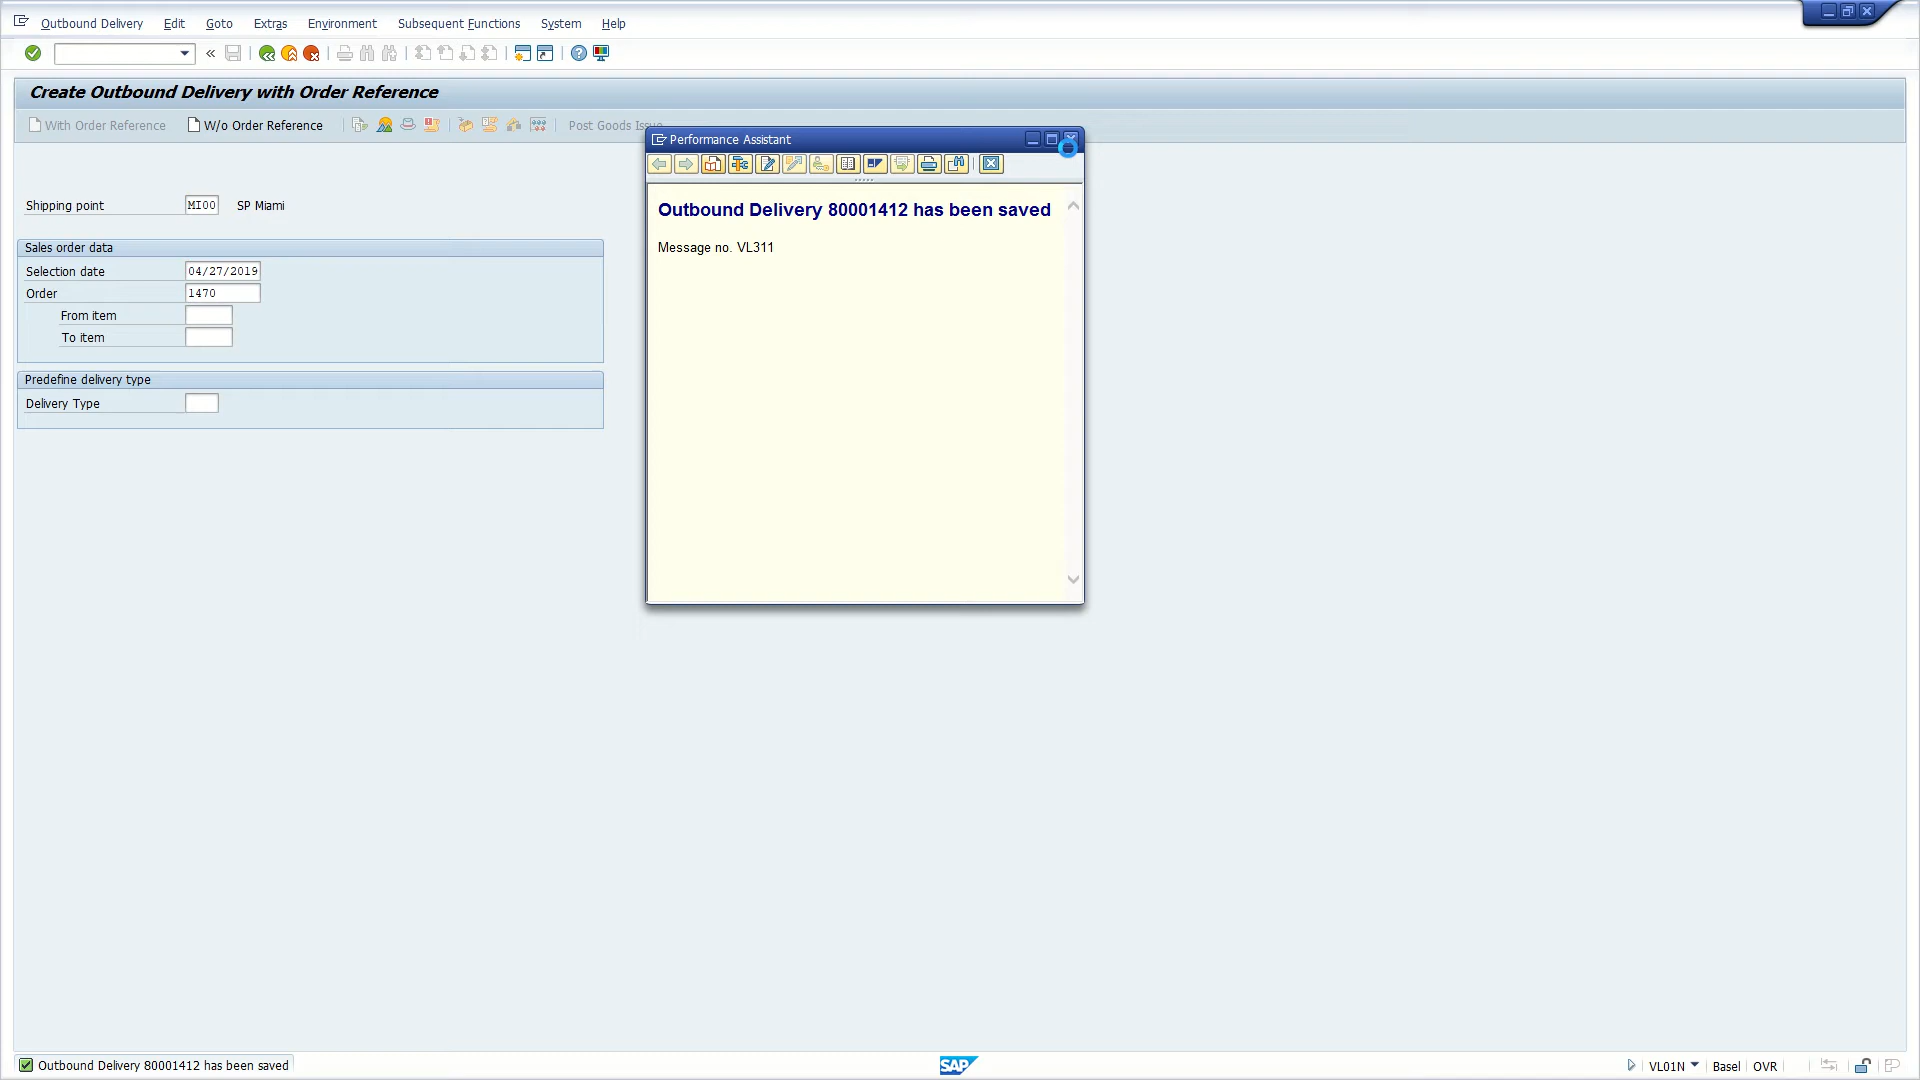 Outbound Delivery Edit Goto Extras Environment Subsequent Functions System Help
Create Outbound Delivery with Order Reference
With Order Reference W/o Order Reference Post Goods
Performance Assistant
Outbound Delivery 80001412 has been saved
Message no. VL311
Shipping point MI00 SP Miami
Sales order data
Selection date 04/27/2019
Order 1470
From item
To item
Predefine delivery type
Delivery Type
Outbound Delivery 80001412 has been saved
SAP
VL01N Basel OVR